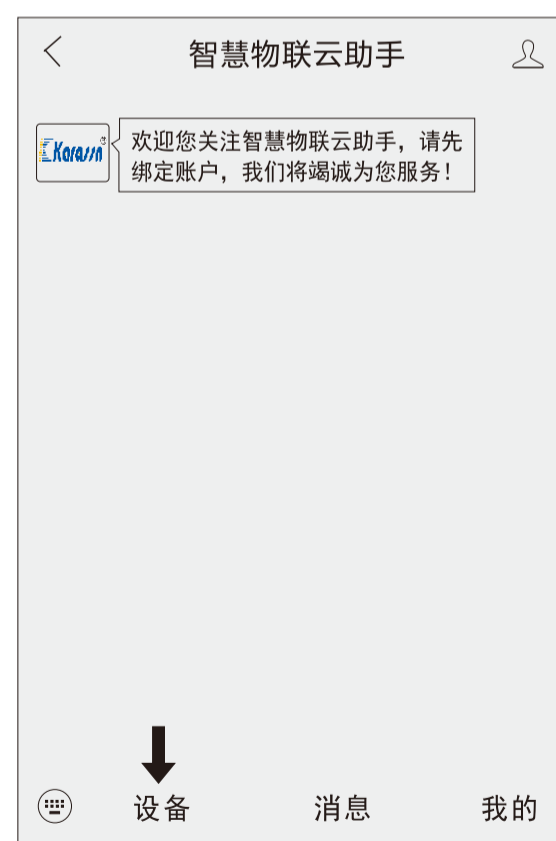 智慧物联云助手
Karassn
欢迎您关注智慧物联云助手，请先
绑定账户，我们将竭诚为您服务！
设备 消息 我的